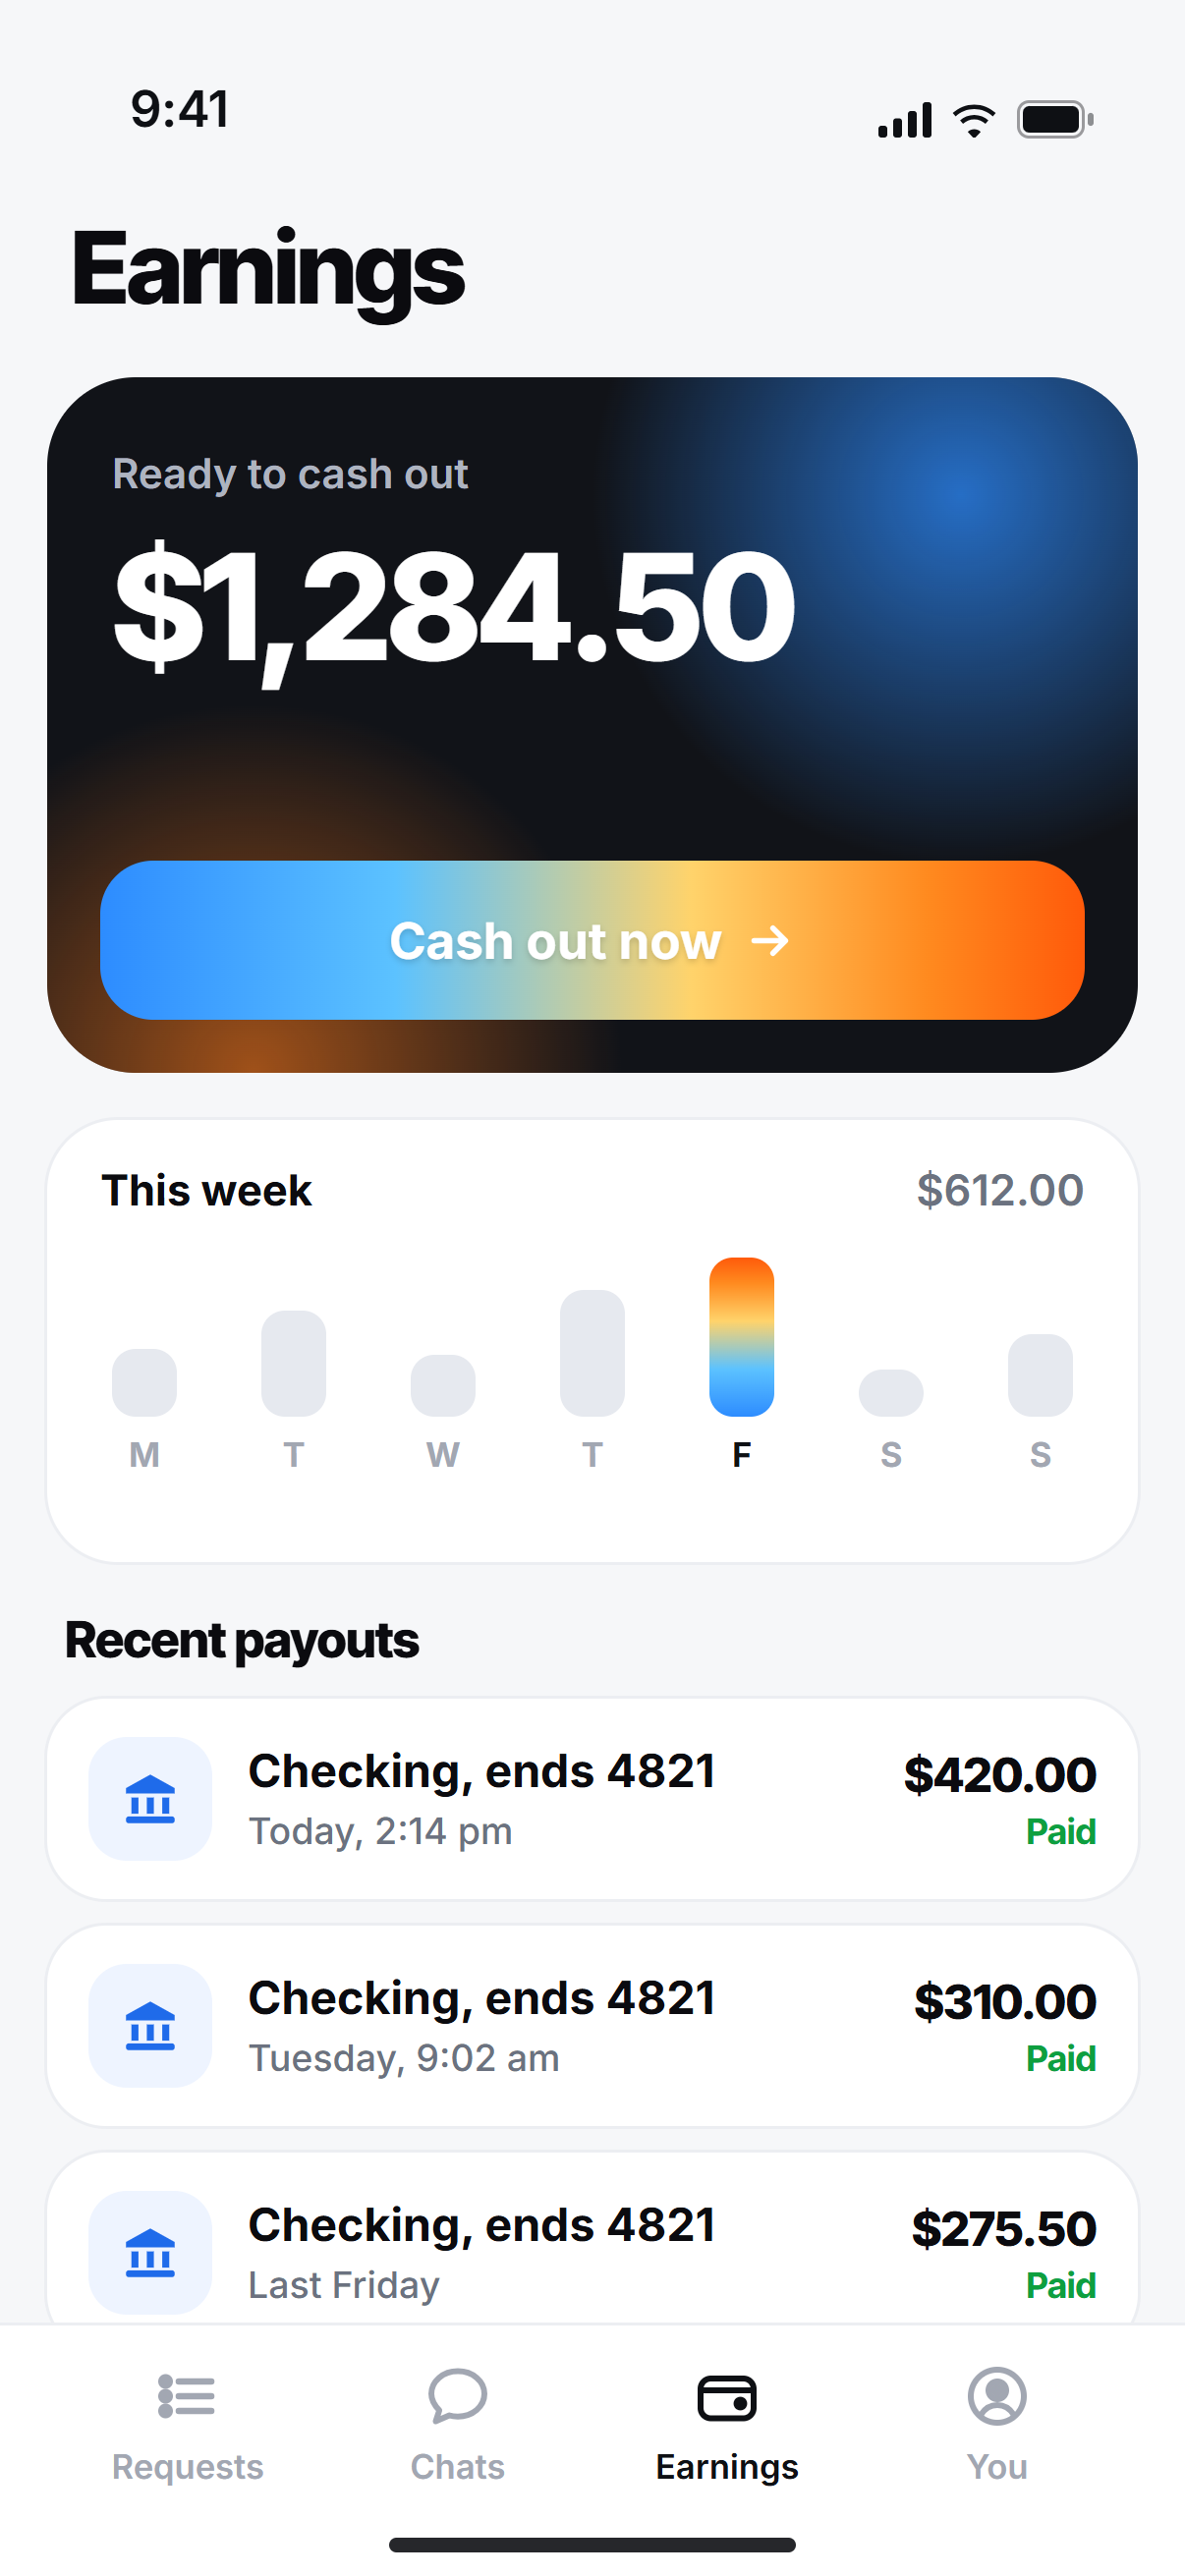 9:41
Earnings
Ready to cash out
$1,284.50
Cash out now →
This week $612.00
M T W T F S S
Recent payouts
Checking, ends 4821 $420.00
Today, 2:14 pm Paid
Checking, ends 4821 $310.00
Tuesday, 9:02 am Paid
Checking, ends 4821 $275.50
Last Friday Paid
Requests Chats Earnings You